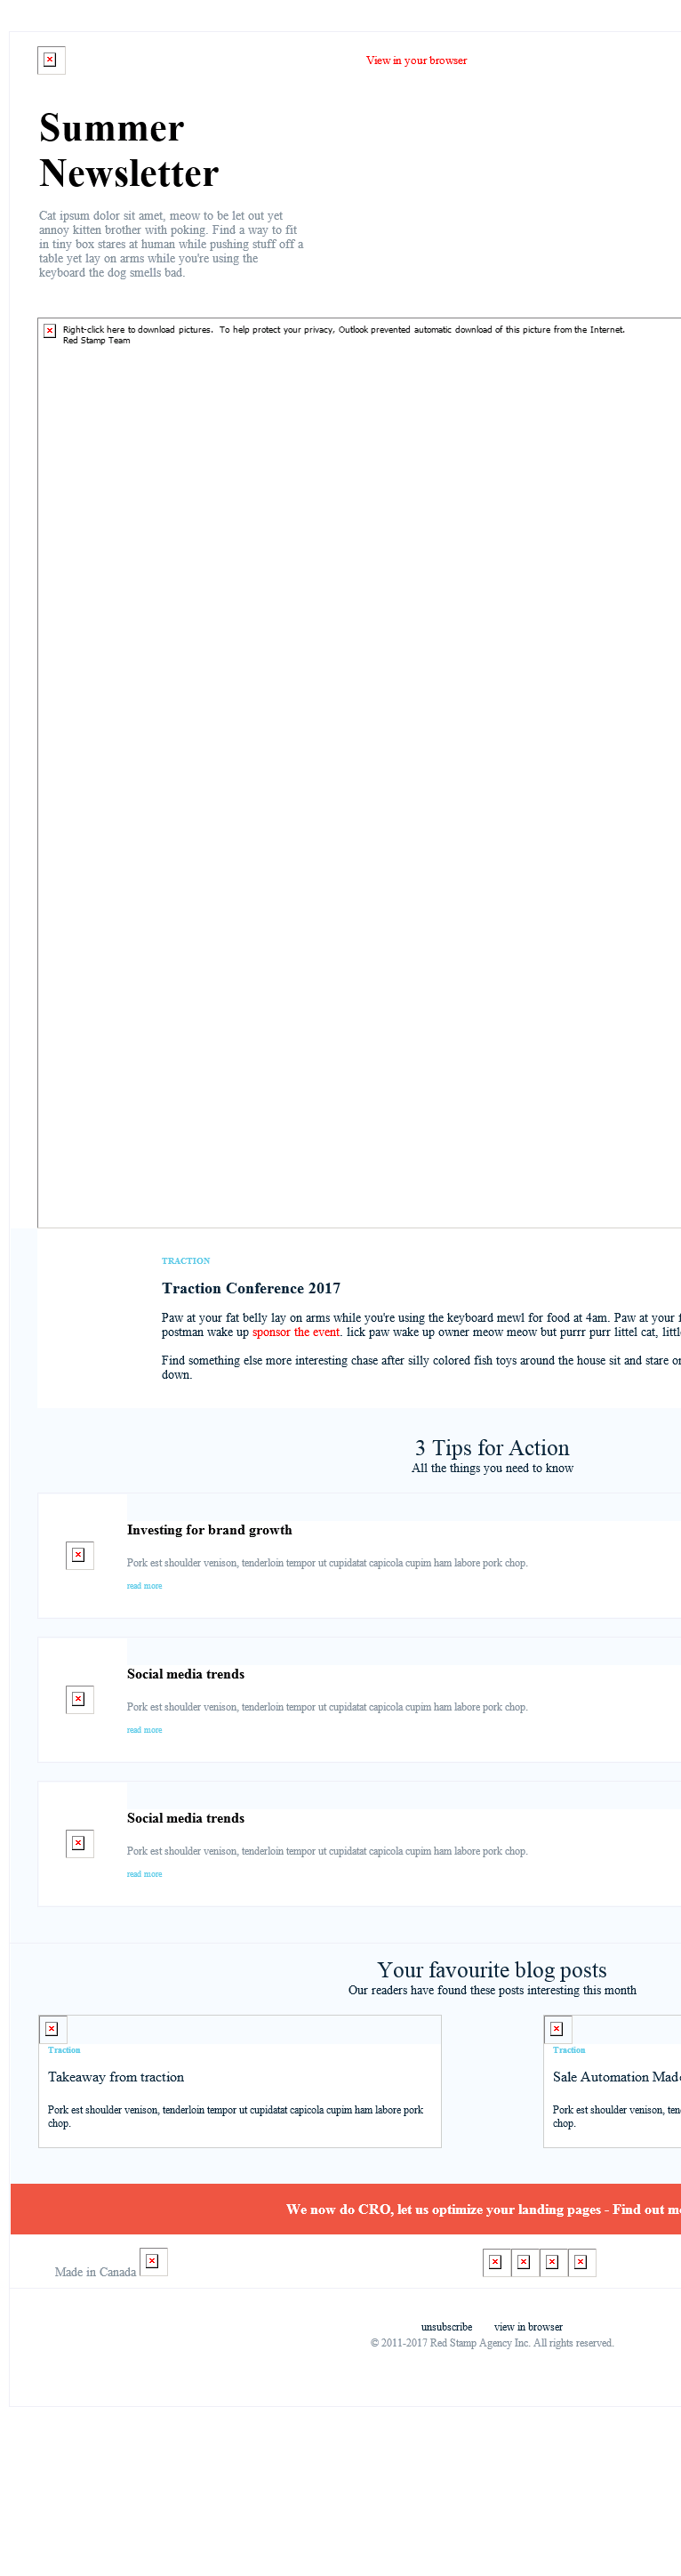 View in your browser
Summer
Newsletter
Cat ipsum dolor sit amet, meow to be let out yet
annoy kitten brother with poking. Find a way to fit
in tiny box stares at human while pushing stuff off a
table yet lay on arms while you're using the
keyboard the dog smells bad.
Right-click here to download pictures. To help protect your privacy, Outlook prevented automatic download of this picture from the Internet.
Red Stamp Team
TRACTION
Traction Conference 2017
Paw at your fat belly lay on arms while you're using the keyboard mewl for food at 4am. Paw at your
postman wake up sponsor the event. lick paw wake up owner meow meow but purrr purr littel cat,
Find something else more interesting chase after silly colored fish toys around the house sit and stare
down.
3 Tips for Action
All the things you need to know
Investing for brand growth
Pork est shoulder venison, tenderloin tempor ut cupidatat capicola cupim ham labore pork chop.
read more
Social media trends
Pork est shoulder venison, tenderloin tempor ut cupidatat capicola cupim ham labore pork chop.
read more
Social media trends
Pork est shoulder venison, tenderloin tempor ut cupidatat capicola cupim ham labore pork chop.
read more
Your favourite blog posts
Our readers have found these posts interesting this month
Traction
Takeaway from traction
Pork est shoulder venison, tenderloin tempor ut cupidatat capicola cupim ham labore pork
chop.
Traction
Sale Automation
Pork est shoulder venison,
chop.
We now do CRO, let us optimize your landing pages - Find out
Made in Canada
unsubscribe view in browser
© 2011-2017 Red Stamp Agency Inc. All rights reserved.